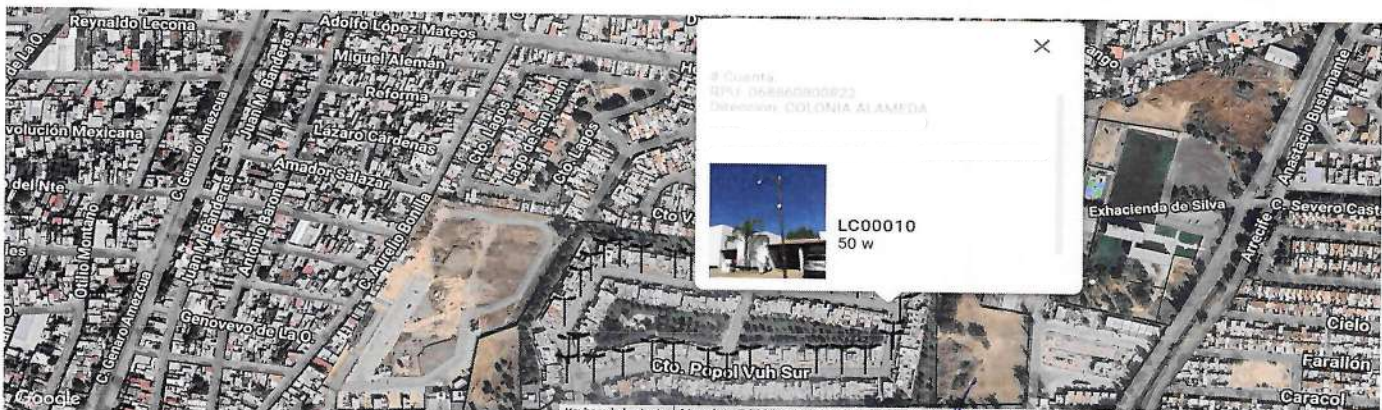 Reynaldo Lecona
Adolfo López Mateos
Miguel Alemán
Reforma
Lázaro Cárdenas
Amador Salazar
volución Mexicana
del Nte.
Otilio Montaño
C. Genaro Amezcua
C. Genaro Amezcua
Juan M. Banderas
Juan M. Banderas
Antonio Barona
Genovevo de La O.
C. Aurelio Bonilla
Cto. Lagos
Lago de San Juan
Cto. Lagos
Cto V
Cto. Popol Vuh Sur
# Cuenta:
Dirección: COLONIA ALAMEDA
LC00010
50 w
Exhacienda de Silva
Anastacio Bustamante
C. Severo Cast
Arrecife
Cielo
Farallón
Caracol
Google